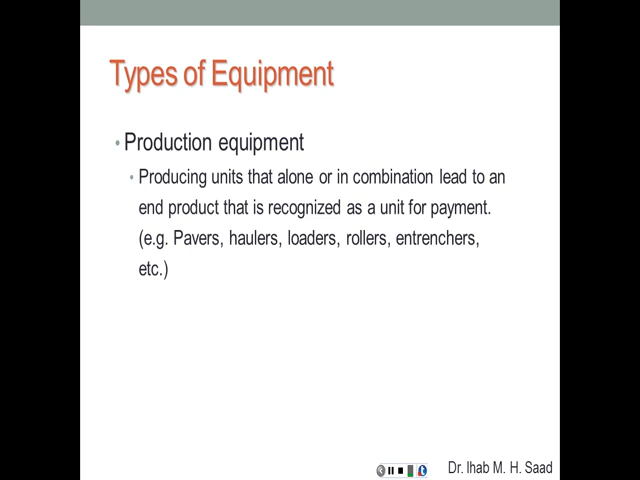 Types of Equipment
• Production equipment
• Producing units that alone or in combination lead to an
end product that is recognized as a unit for payment.
(e.g. Pavers, haulers, loaders, rollers, entrenchers,
etc.)
Dr. Ihab M. H. Saad